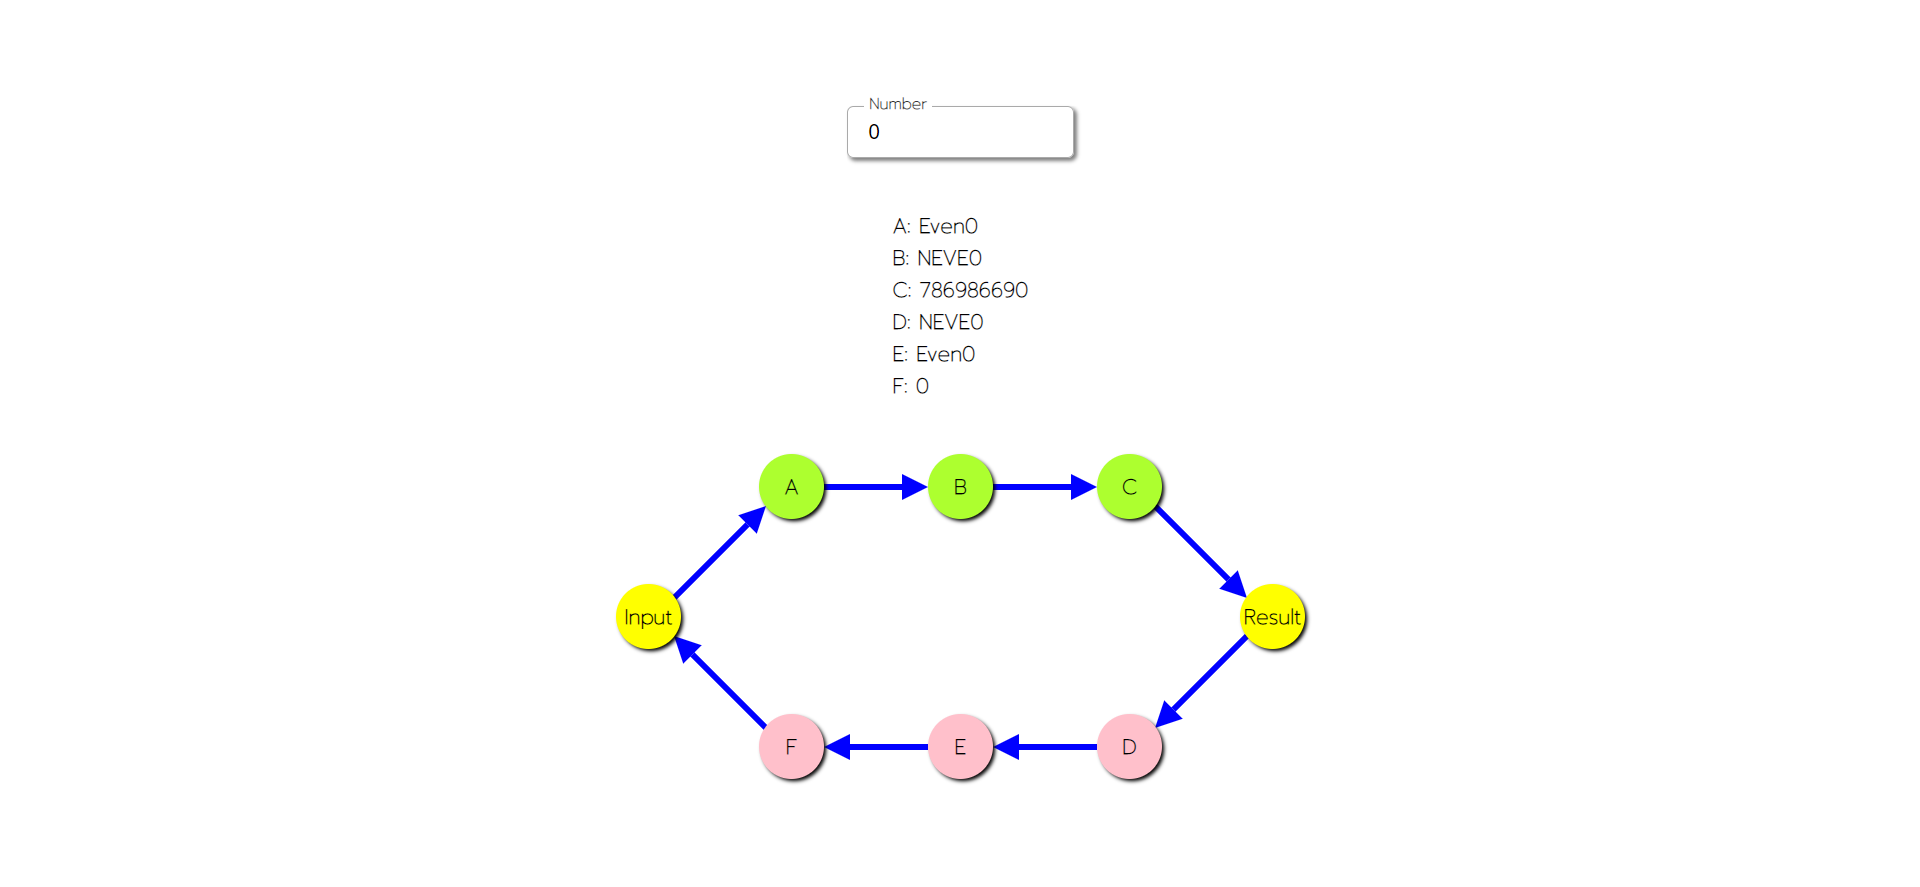 Number
0
A: Even0
B: NEVE0
C: 786986690
D: NEVE0
E: Even0
F: 0
A
B
C
Input
Result
F
E
D